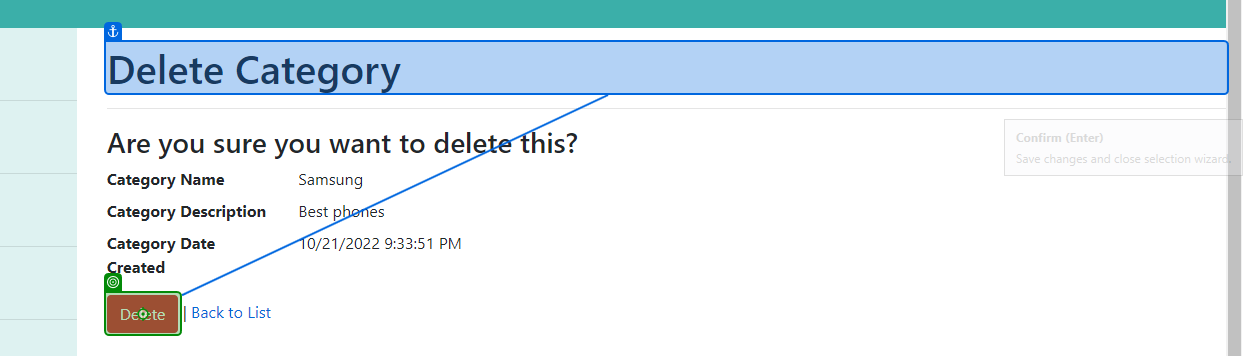 Delete Category
Are you sure you want to delete this?
Category Name Samsung
Category Description Best phones
Category Date Created 10/21/2022 9:33:51 PM
Delete | Back to List
Confirm (Enter)
Save changes and close selection wizard.